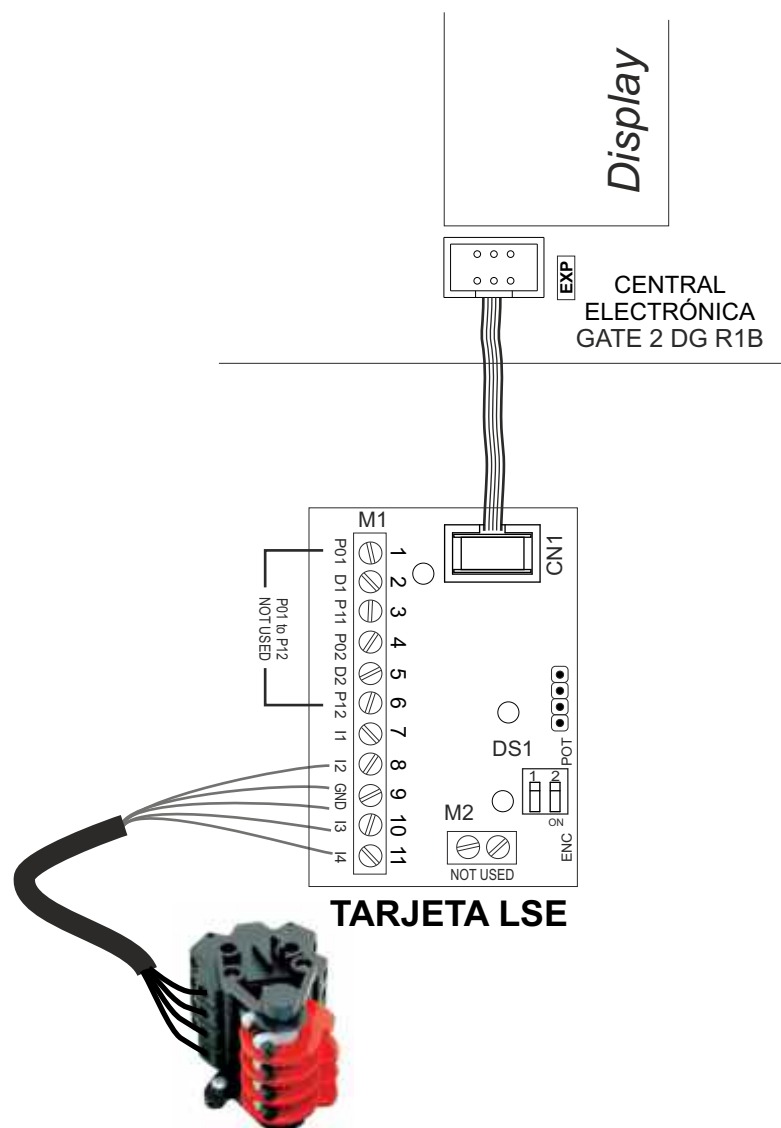 Display
EXP
CENTRAL
ELECTRÓNICA
GATE 2 DG R1B
M1
CN1
P01 1
D1 2
P11 3
P02 4
D2 5
P12 6
I1 7
I2 8
GND 9
I3 10
I4 11
P01 to P12
NOT USED
POT
DS1
1 2
ON
ENC
M2
NOT USED
TARJETA LSE